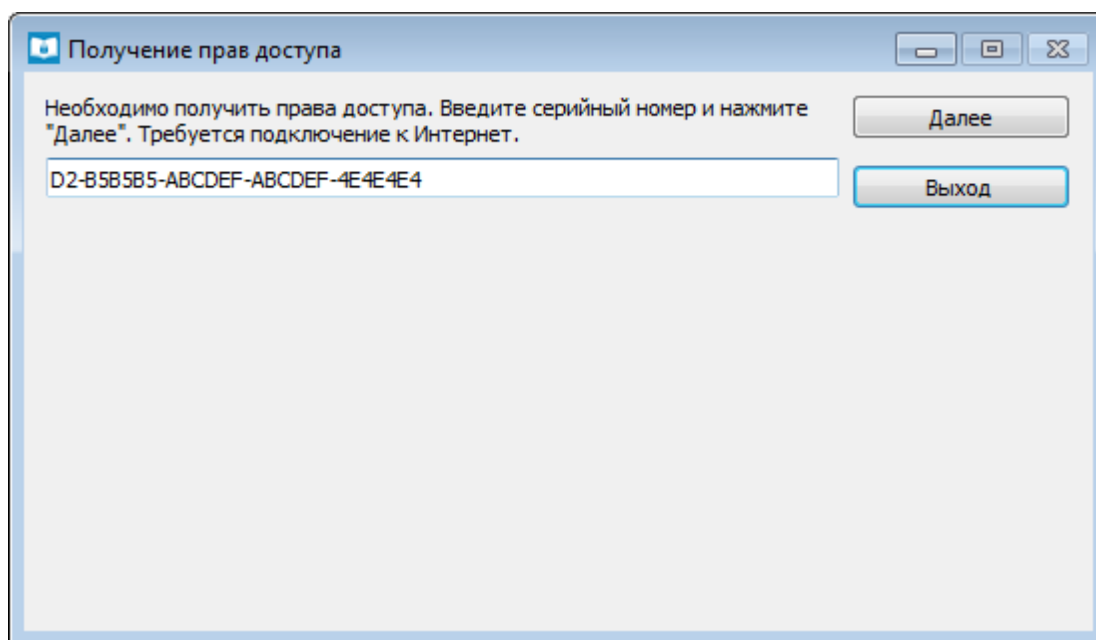 Получение прав доступа
Необходимо получить права доступа. Введите серийный номер и нажмите
"Далее". Требуется подключение к Интернет.
Далее
D2-B5B5B5-ABCDEF-ABCDEF-4E4E4E4
Выход